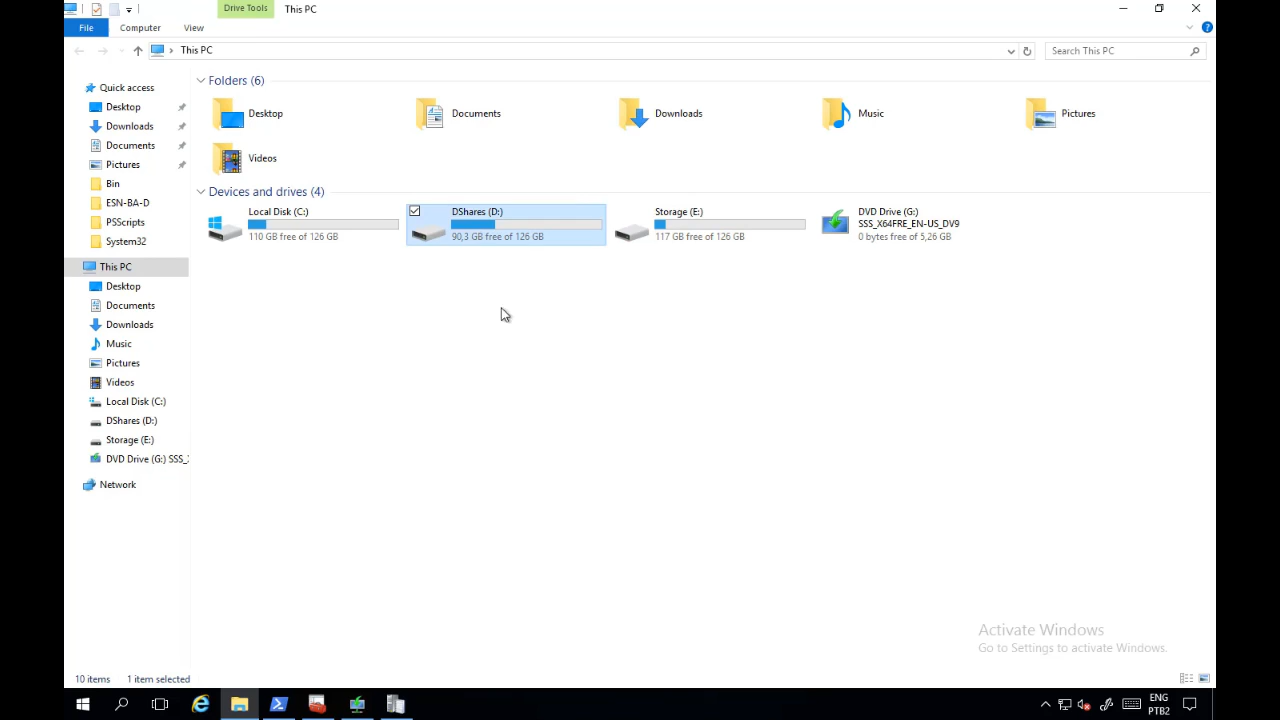 Drive Tools
This PC
File
Computer
View
This PC
Search This PC
Quick access
Desktop
Downloads
Documents
Pictures
Bin
ESN-BA-D
PSScripts
System32
This PC
Desktop
Documents
Downloads
Music
Pictures
Videos
Local Disk (C:)
DShares (D:)
Storage (E:)
DVD Drive (G:) SSS_
Network
Folders (6)
Desktop
Documents
Downloads
Music
Pictures
Videos
Devices and drives (4)
Local Disk (C:)
110 GB free of 126 GB
DShares (D:)
90,3 GB free of 126 GB
Storage (E:)
117 GB free of 126 GB
DVD Drive (G:)
SSS_X64FRE_EN-US_DV9
0 bytes free of 5,26 GB
Activate Windows
Go to Settings to activate Windows.
10 items
1 item selected
ENG
PTB2